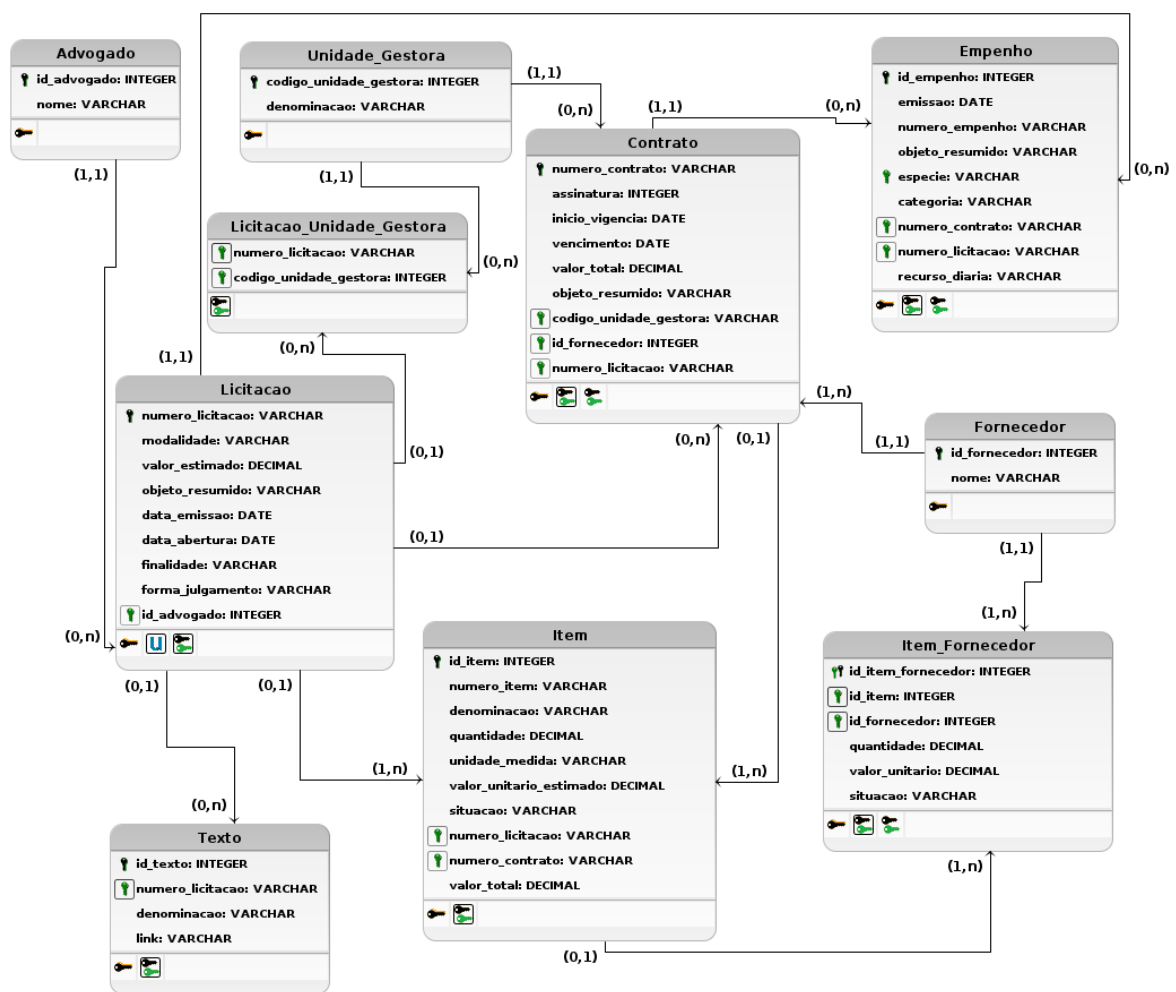 Advogado
id_advogado: INTEGER
nome: VARCHAR
Unidade_Gestora
codigo_unidade_gestora: INTEGER
denominacao: VARCHAR
Empenho
id_empenho: INTEGER
emissao: DATE
numero_empenho: VARCHAR
objeto_resumido: VARCHAR
especie: VARCHAR
categoria: VARCHAR
numero_contrato: VARCHAR
numero_licitacao: VARCHAR
recurso_diaria: VARCHAR
(1,1)
(0,n)
(1,1)
(0,n)
(0,n)
Contrato
numero_contrato: VARCHAR
assinatura: INTEGER
inicio_vigencia: DATE
vencimento: DATE
valor_total: DECIMAL
objeto_resumido: VARCHAR
codigo_unidade_gestora: VARCHAR
id_fornecedor: INTEGER
numero_licitacao: VARCHAR
(1,1)
(1,1)
(0,n)
Licitacao_Unidade_Gestora
numero_licitacao: VARCHAR
codigo_unidade_gestora: INTEGER
(0,n)
(1,1)
Licitacao
numero_licitacao: VARCHAR
modalidade: VARCHAR
valor_estimado: DECIMAL
objeto_resumido: VARCHAR
data_emissao: DATE
data_abertura: DATE
finalidade: VARCHAR
forma_julgamento: VARCHAR
id_advogado: INTEGER
U
(0,1)
(0,1)
(0,n)
(0,1)
(1,n)
(1,1)
Fornecedor
id_fornecedor: INTEGER
nome: VARCHAR
(1,1)
(1,n)
(0,n)
(0,1)
(0,1)
Item
id_item: INTEGER
numero_item: VARCHAR
denominacao: VARCHAR
quantidade: DECIMAL
unidade_medida: VARCHAR
valor_unitario_estimado: DECIMAL
situacao: VARCHAR
numero_licitacao: VARCHAR
numero_contrato: VARCHAR
valor_total: DECIMAL
(1,n)
(1,n)
Item_Fornecedor
id_item_fornecedor: INTEGER
id_item: INTEGER
id_fornecedor: INTEGER
quantidade: DECIMAL
valor_unitario: DECIMAL
situacao: VARCHAR
(0,n)
Texto
id_texto: INTEGER
numero_licitacao: VARCHAR
denominacao: VARCHAR
link: VARCHAR
(1,n)
(0,1)